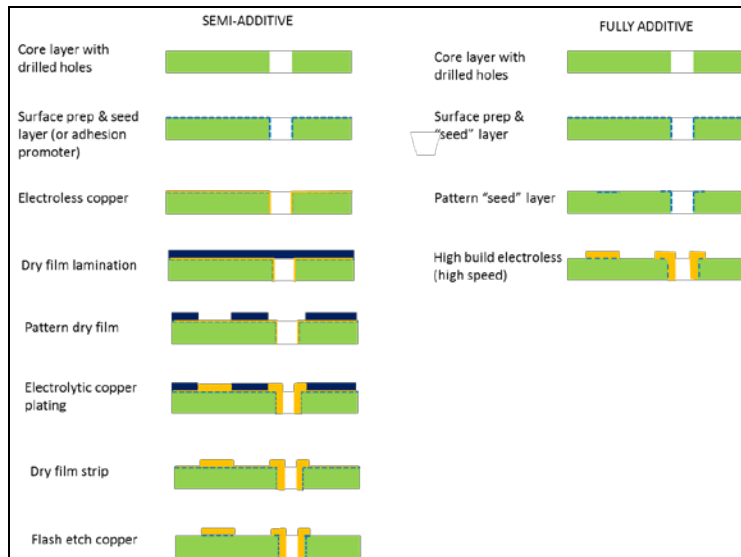 SEMI-ADDITIVE
Core layer with
drilled holes
Surface prep & seed
layer (or adhesion
promoter)
Electroless copper
Dry film lamination
Pattern dry film
Electrolytic copper
plating
Dry film strip
Flash etch copper
FULLY ADDITIVE
Core layer with
drilled holes
Surface prep &
“seed” layer
Pattern “seed” layer
High build electroless
(high speed)